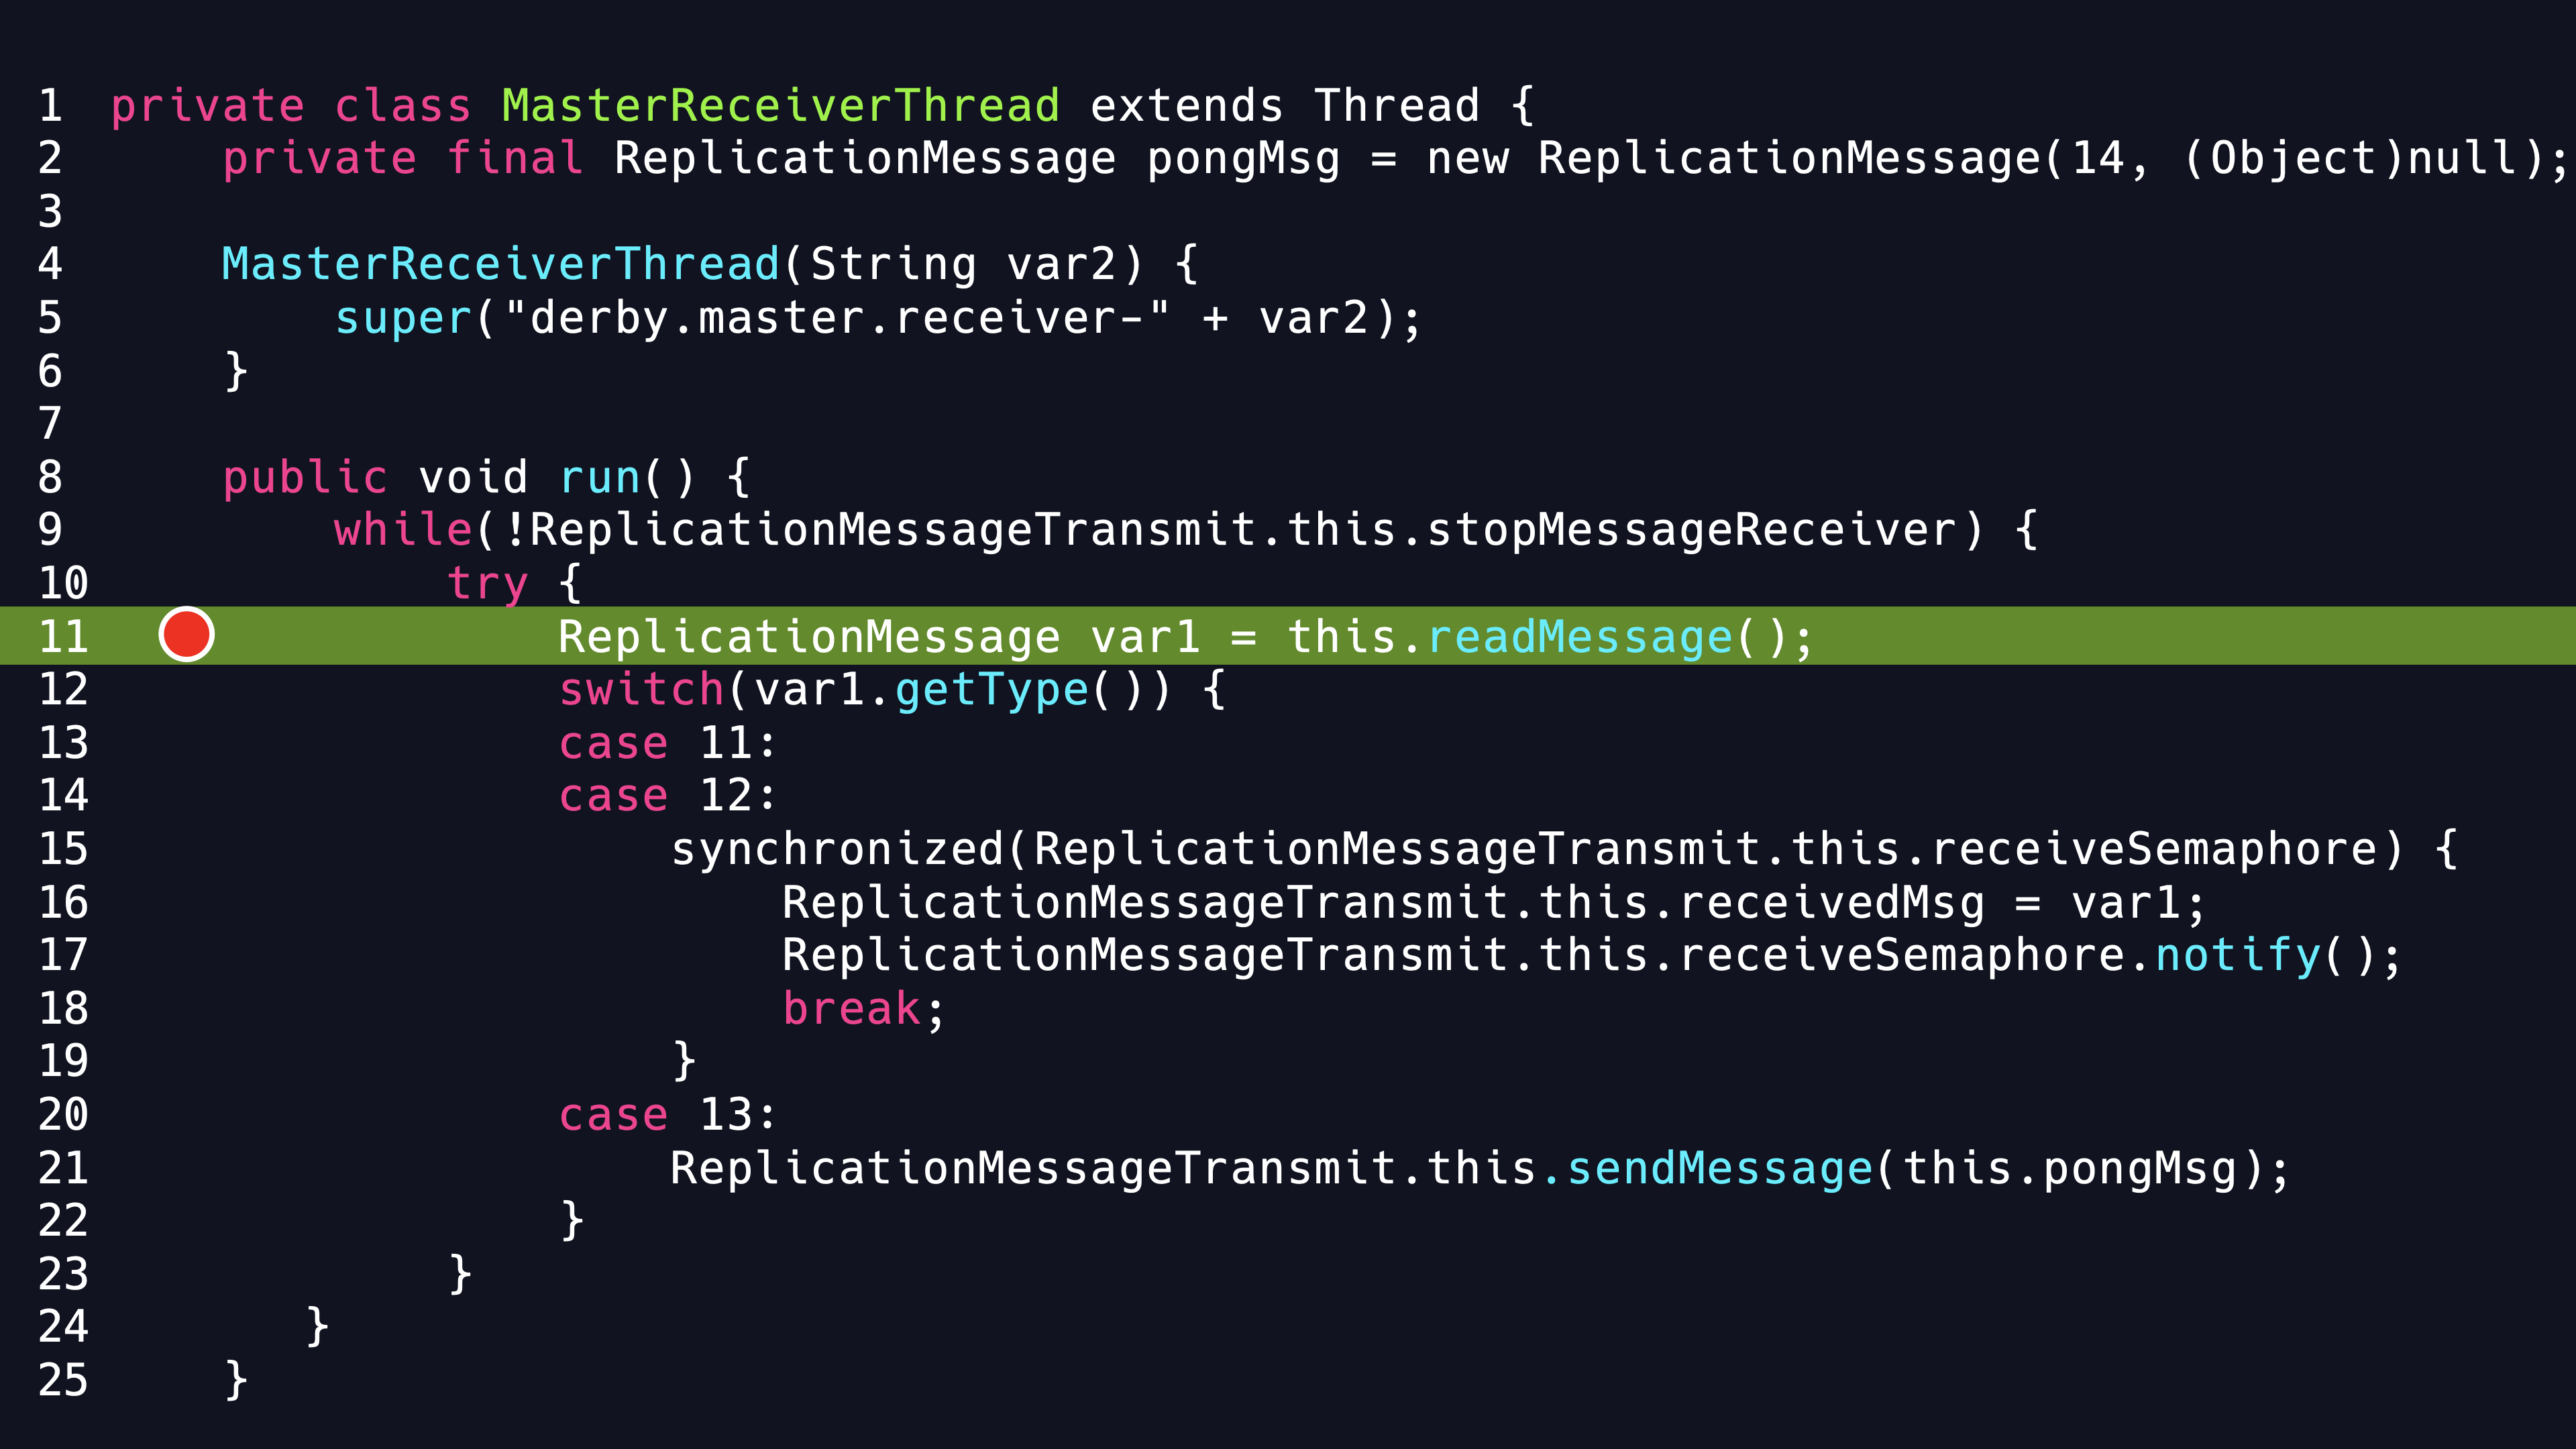 1 private class MasterReceiverThread extends Thread {
2 private final ReplicationMessage pongMsg = new ReplicationMessage(14, (Object)null);
3
4 MasterReceiverThread(String var2) {
5 super("derby.master.receiver-" + var2);
6 }
7
8 public void run() {
9 while(!ReplicationMessageTransmit.this.stopMessageReceiver) {
10 try {
11 ReplicationMessage var1 = this.readMessage();
12 switch(var1.getType()) {
13 case 11:
14 case 12:
15 synchronized(ReplicationMessageTransmit.this.receiveSemaphore) {
16 ReplicationMessageTransmit.this.receivedMsg = var1;
17 ReplicationMessageTransmit.this.receiveSemaphore.notify();
18 break;
19 }
20 case 13:
21 ReplicationMessageTransmit.this.sendMessage(this.pongMsg);
22 }
23 }
24 }
25 }